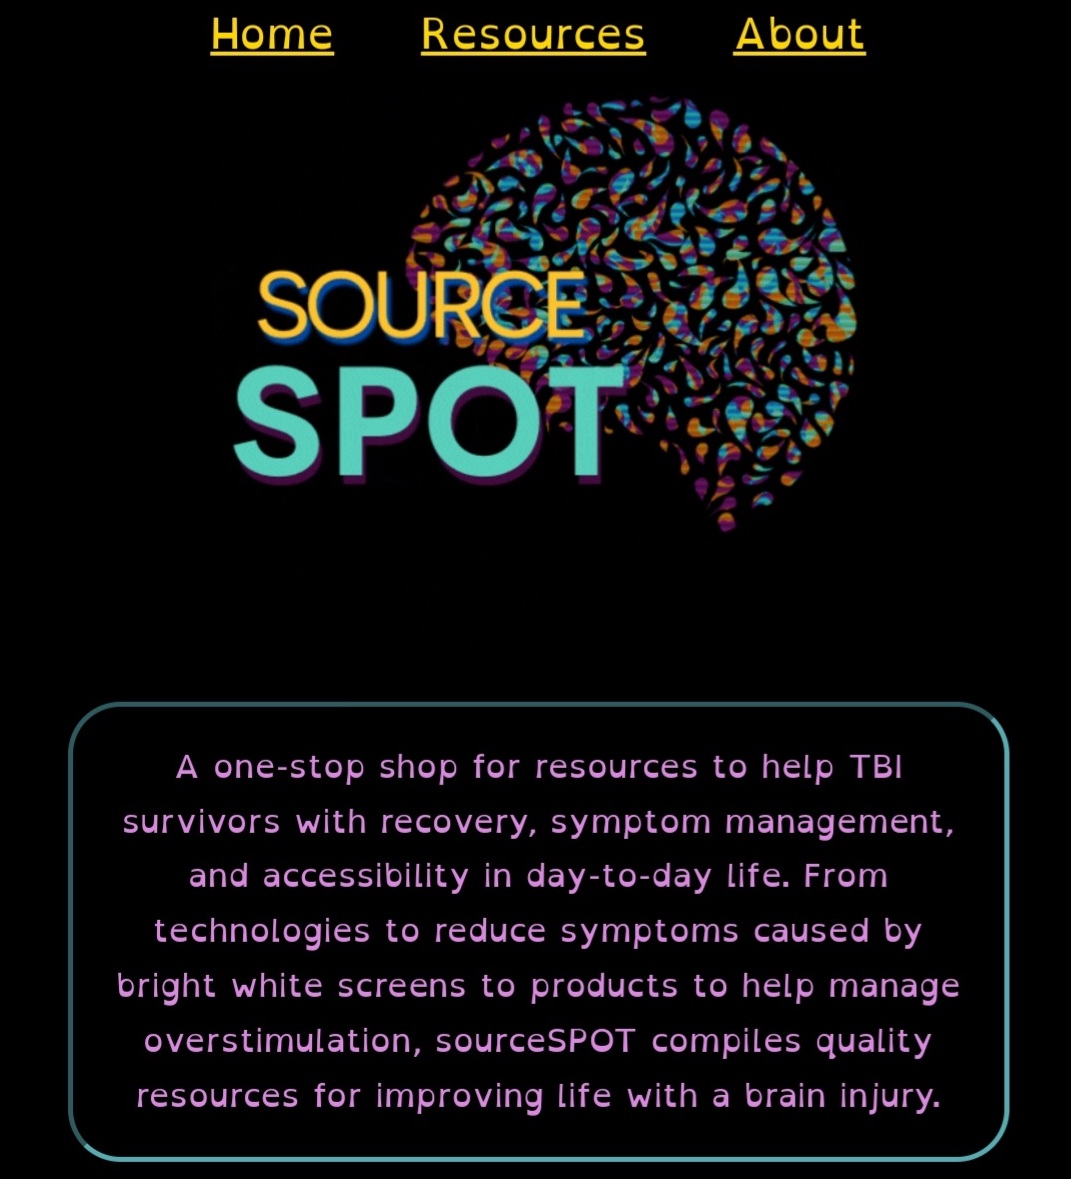 Home Resources About
SOURCE
SPOT
A one-stop shop for resources to help TBI
survivors with recovery, symptom management,
and accessibility in day-to-day life. From
technologies to reduce symptoms caused by
bright white screens to products to help manage
overstimulation, sourceSPOT compiles quality
resources for improving life with a brain injury.